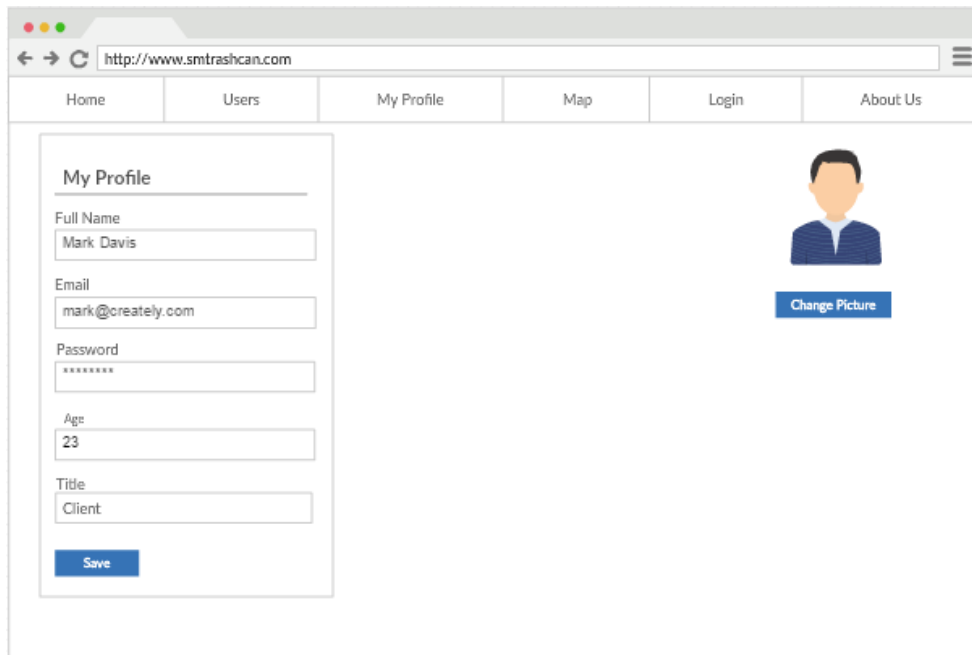 http://www.smtrashcan.com
Home Users My Profile Map Login About Us
My Profile
Full Name
Mark Davis
Email
mark@creately.com
Password
********
Age
23
Title
Client
Save
Change Picture